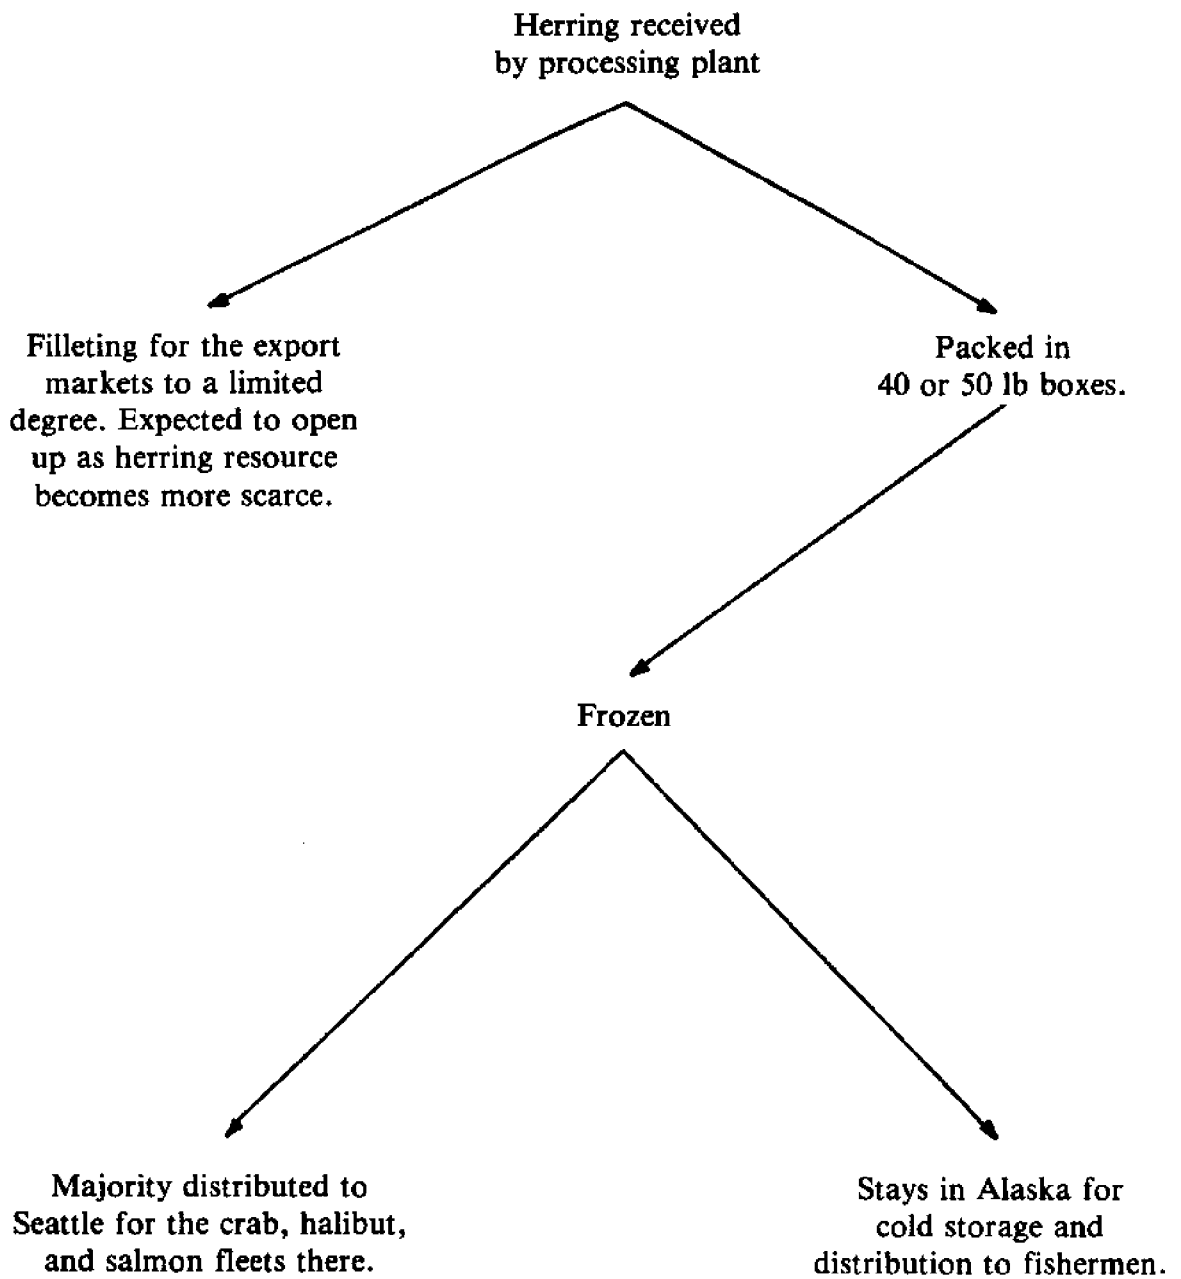 Herring received
by processing plant
Filleting for the export
markets to a limited
degree. Expected to open
up as herring resource
becomes more scarce.
Packed in
40 or 50 lb boxes.
Frozen
Majority distributed to
Seattle for the crab, halibut,
and salmon fleets there.
Stays in Alaska for
cold storage and
distribution to fishermen.